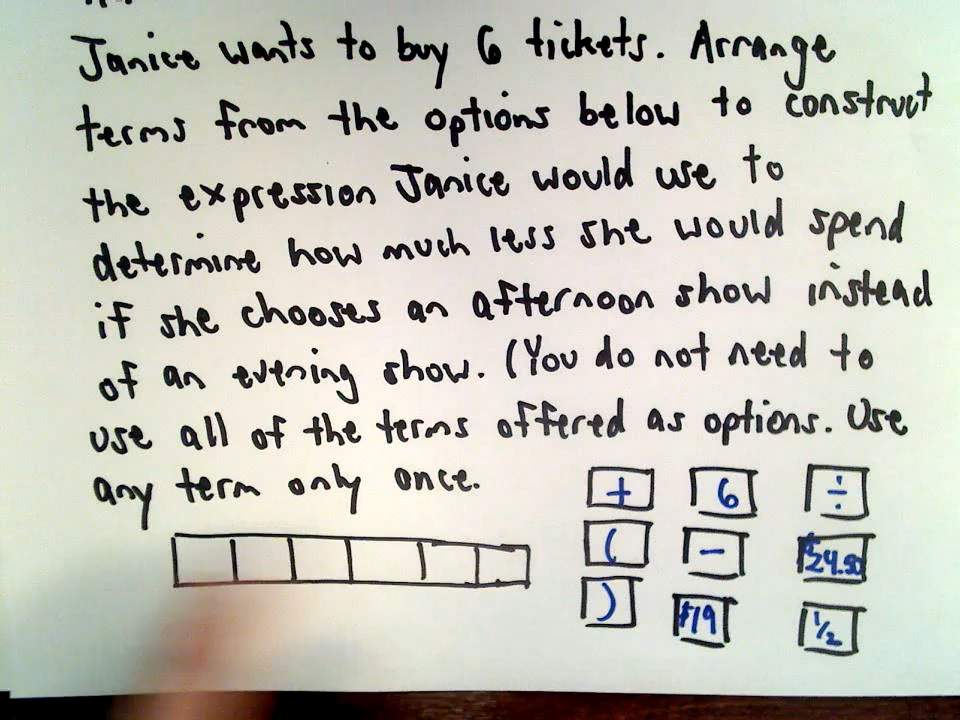 Janice wants to buy 6 tickets. Arrange
terms from the options below to construct
the expression Janice would use to
determine how much less she would spend
if she chooses an afternoon show instead
of an evening show. (You do not need to
use all of the terms offered as options. Use
any term only once.
+ 6 ÷
( - $24.50
) $19 1/2